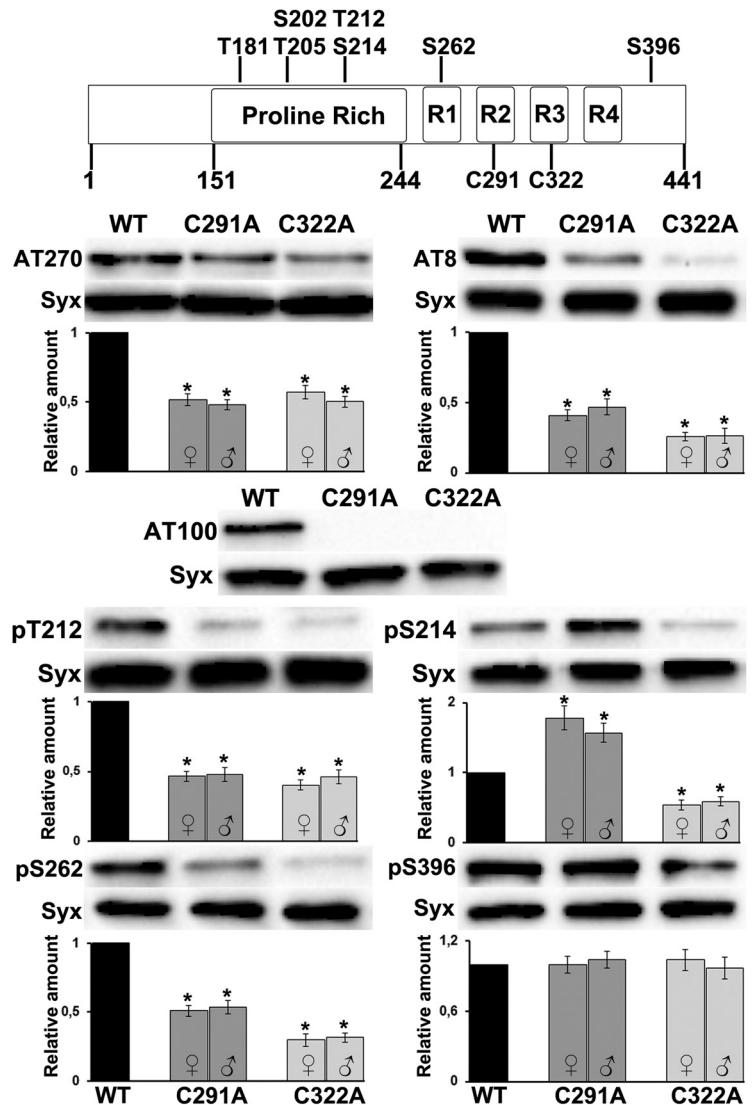 S202 T212
T181 T205 S214 S262 S396
Proline Rich R1 R2 R3 R4
1 151 244 C291 C322 441
WT C291A C322A
AT270
Syx
Relative amount
1
0,5
0
* * * *
♀ ♂ ♀ ♂
WT C291A C322A
AT8
Syx
Relative amount
1
0,5
0
* * * *
♀ ♂ ♀ ♂
WT C291A C322A
AT100
Syx
pT212
Syx
Relative amount
1
0,5
0
* * * *
♀ ♂ ♀ ♂
pS214
Syx
Relative amount
2
1
0
* * * *
♀ ♂ ♀ ♂
pS262
Syx
Relative amount
1
0,5
0
* * * *
♀ ♂ ♀ ♂
WT C291A C322A
pS396
Syx
Relative amount
1,2
0,6
0
♀ ♂ ♀ ♂
WT C291A C322A